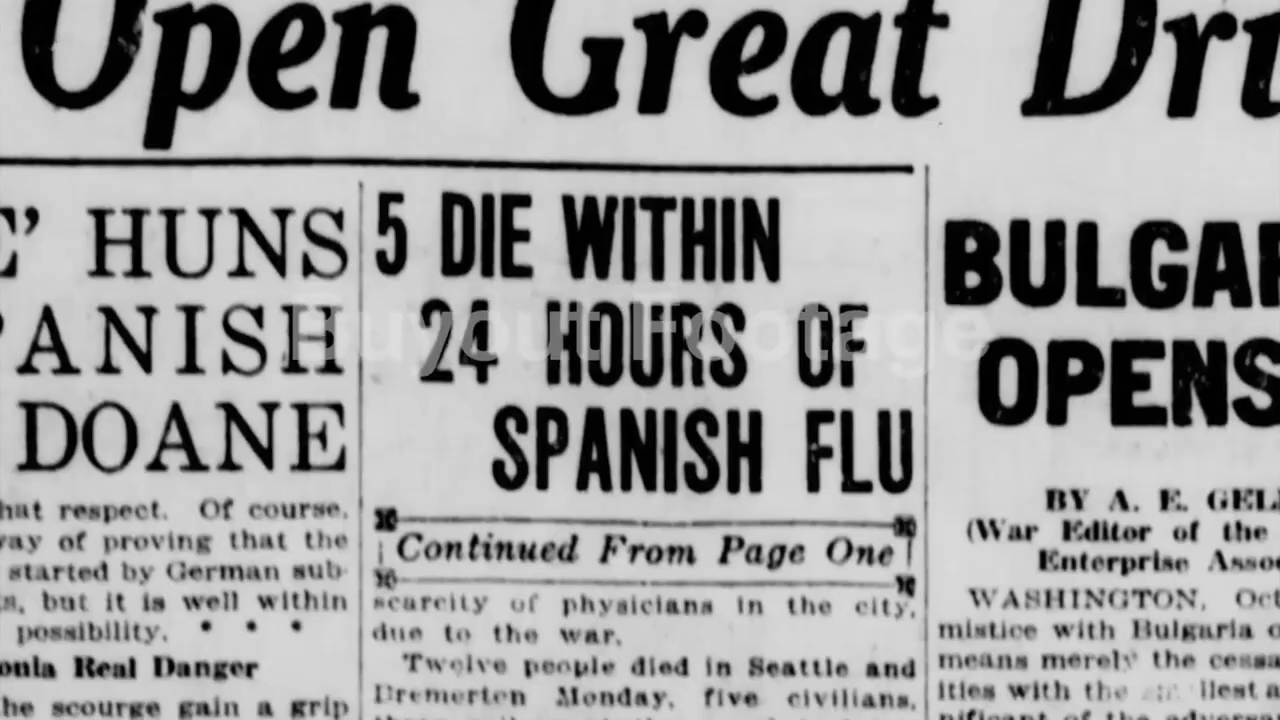 Open Great
E' HUNS
PANISH
DOANE
hat respect. Of course,
way of proving that the
started by German sub-
s, but it is well within
possibility. * * *
onia Real Danger
he scourge gain a grip
5 DIE WITHIN
24 HOURS OF
SPANISH FLU
Continued From Page One
scarcity of physicians in the city,
due to the war.
Twelve people died in Seattle and
Bremerton Monday, five civilians,
BULGAR
OPENS
BY A. E. GEL
(War Editor of the
Enterprise Asso
WASHINGTON, Oct
mistice with Bulgaria
means merely the cessa
ities with the
Buyout Footage